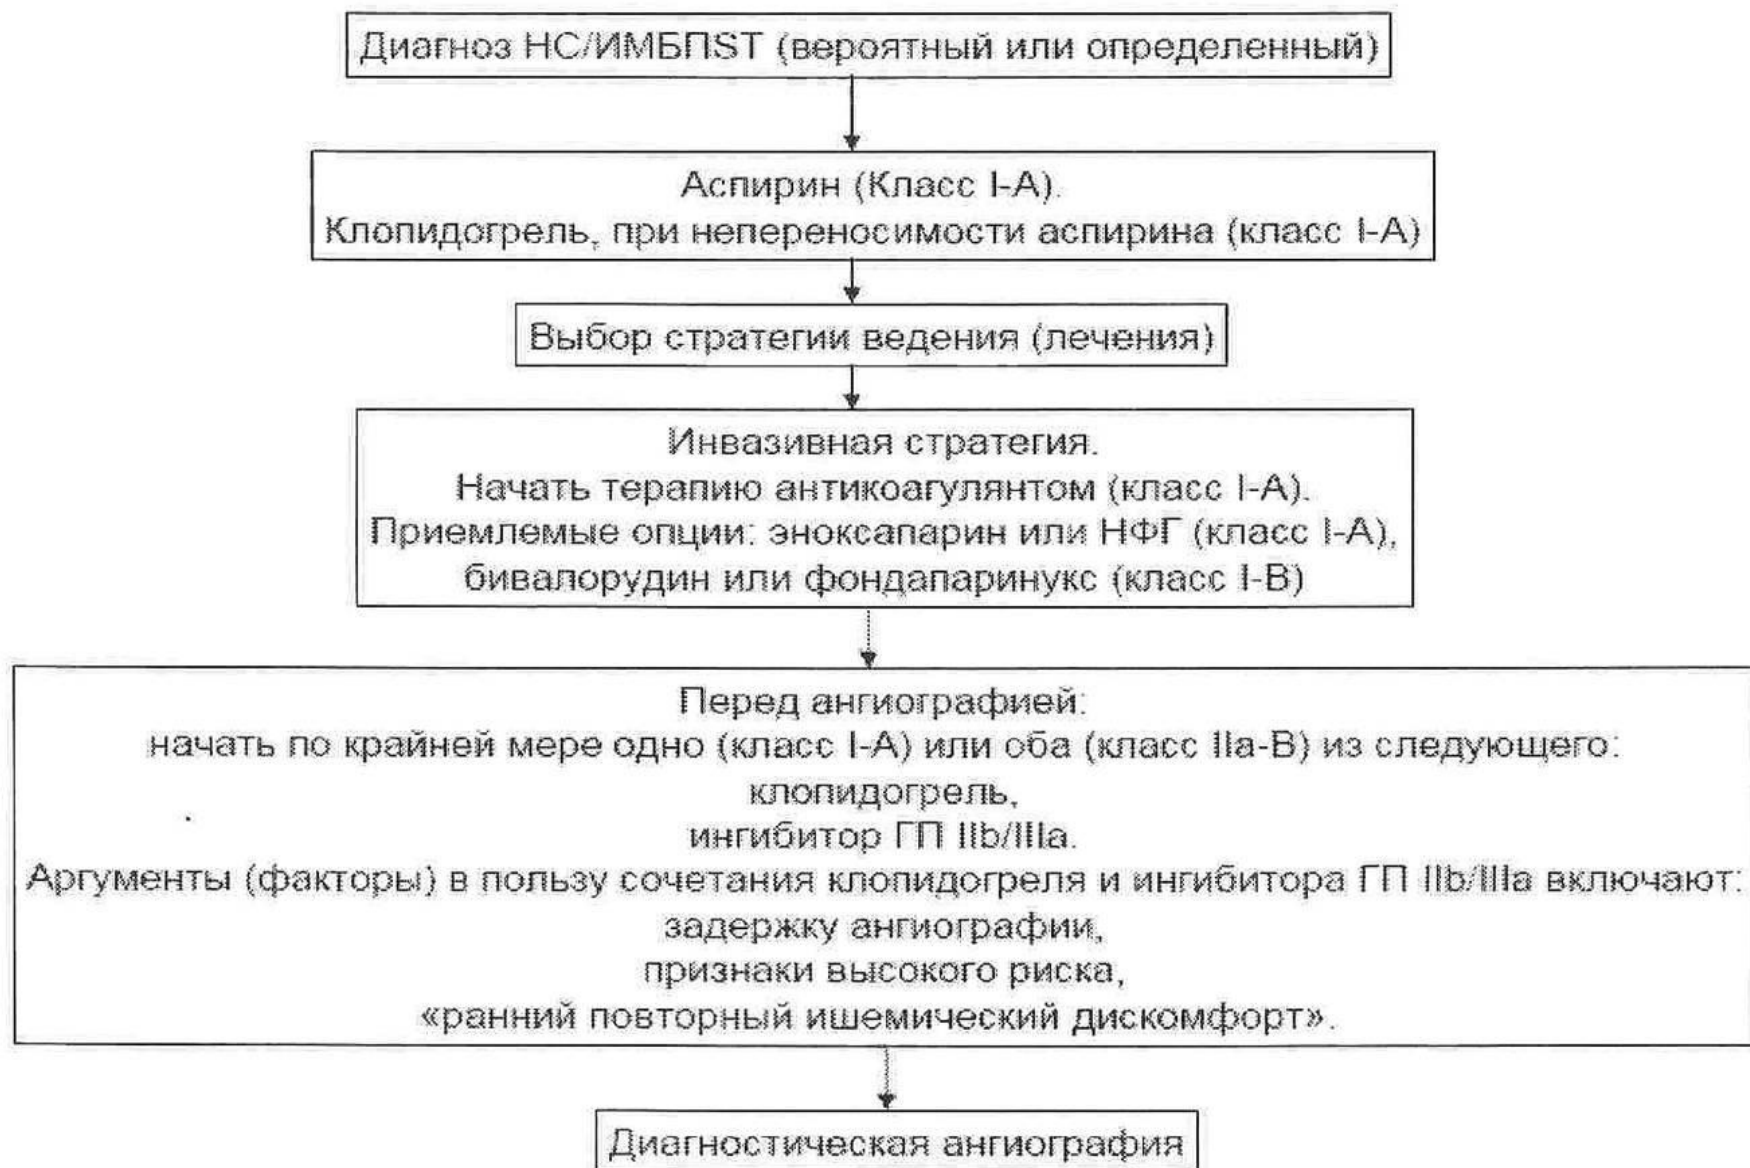 Диагноз НС/ИМБПST (вероятный или определенный)
Аспирин (Класс I-A).
Клопидогрель, при непереносимости аспирина (класс I-A)
Выбор стратегии ведения (лечения)
Инвазивная стратегия.
Начать терапию антикоагулянтом (класс I-A).
Приемлемые опции: эноксапарин или НФГ (класс I-A),
бивалорудин или фондапаринукс (класс I-B)
Перед ангиографией:
начать по крайней мере одно (класс I-A) или оба (класс IIa-B) из следующего:
клопидогрель,
ингибитор ГП IIb/IIIa.
Аргументы (факторы) в пользу сочетания клопидогреля и ингибитора ГП IIb/IIIa включают:
задержку ангиографии,
признаки высокого риска,
«ранний повторный ишемический дискомфорт».
Диагностическая ангиография